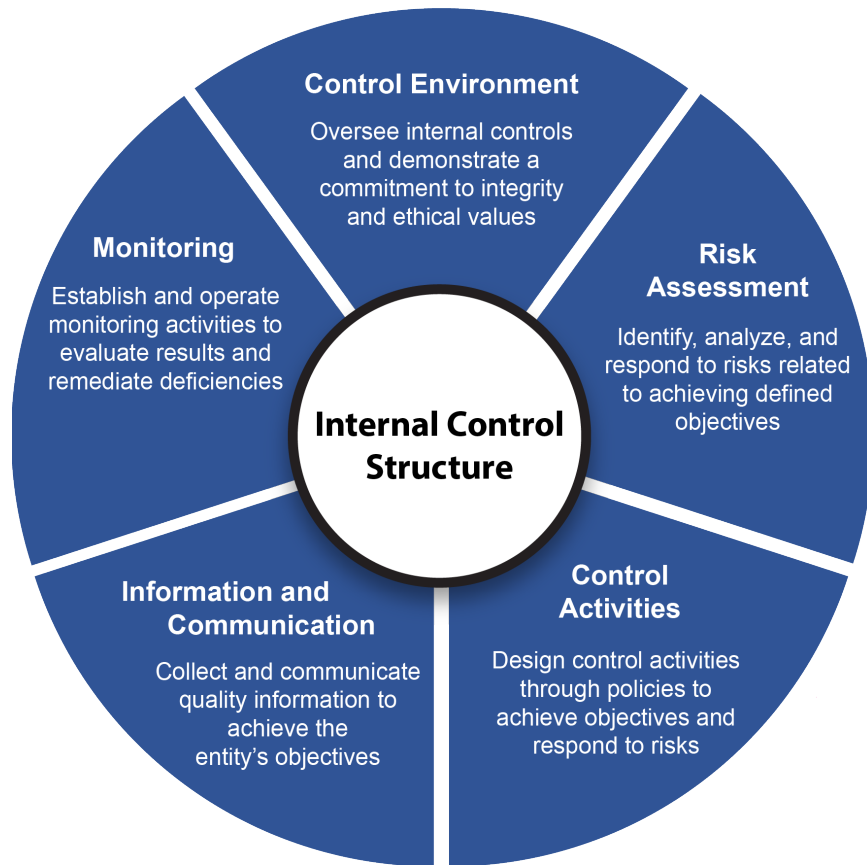 Control Environment
Oversee internal controls
and demonstrate a
commitment to integrity
and ethical values
Risk
Assessment
Identify, analyze, and
respond to risks related
to achieving defined
objectives
Control
Activities
Design control activities
through policies to
achieve objectives and
respond to risks
Information and
Communication
Collect and communicate
quality information to
achieve the
entity’s objectives
Monitoring
Establish and operate
monitoring activities to
evaluate results and
remediate deficiencies
Internal Control
Structure